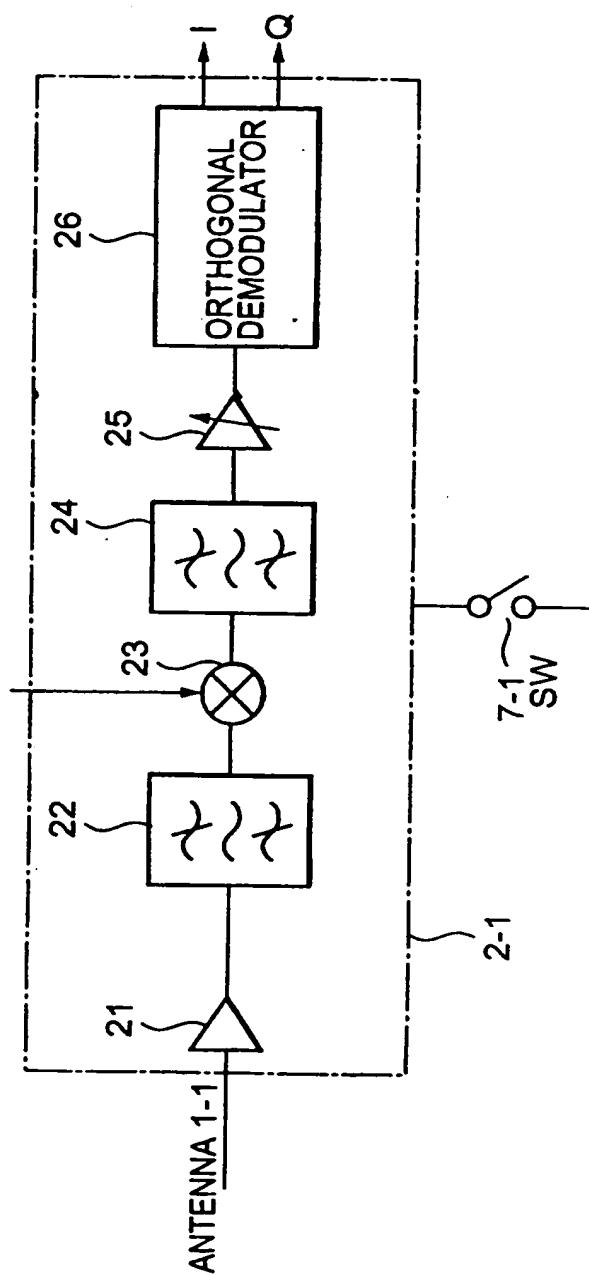 ANTENNA 1-1
21
22
23
24
25
26
ORTHOGONAL
DEMODULATOR
I
Q
2-1
7-1
SW